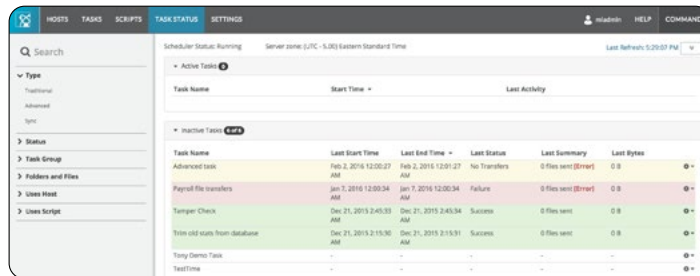 HOSTS TASKS SCRIPTS TASK STATUS SETTINGS miadmin HELP COMMAND
Search
Scheduler Status: Running Server zone: (UTC - 5.00) Eastern Standard Time Last Refresh: 5:29:07 PM
Type
Traditional
Advanced
Sync
Status
Task Group
Folders and Files
Uses Host
Uses Script
Active Tasks 0
Task Name Start Time Last Activity
Inactive Tasks 6 of 6
Task Name Last Start Time Last End Time Last Status Last Summary Last Bytes
Advanced task Feb 2, 2016 12:00:27 AM Feb 2, 2016 12:01:27 AM No Transfers 0 files sent [Error] 0 B
Payroll file transfers Jan 7, 2016 12:00:34 AM Jan 7, 2016 12:00:34 AM Failure 0 files sent [Error] 0 B
Tamper Check Dec 21, 2015 2:45:33 AM Dec 21, 2015 2:45:34 AM Success 0 files sent 0 B
Trim old stats from database Dec 21, 2015 2:15:30 AM Dec 21, 2015 2:15:31 AM Success 0 files sent 0 B
Tony Demo Task - - - - -
TestTime - - - - -